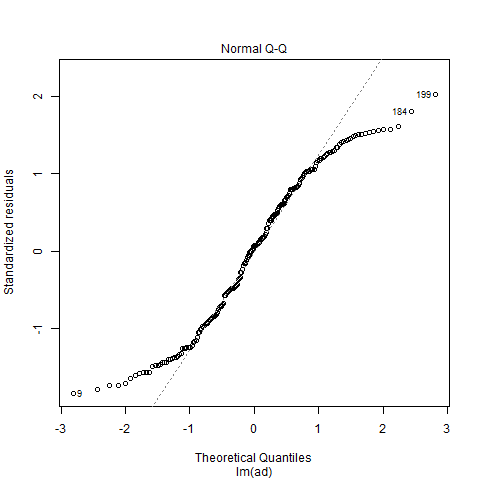 Normal Q-Q
Standardized residuals
2
1
0
-1
199
184
9
-3 -2 -1 0 1 2 3
Theoretical Quantiles
lm(ad)